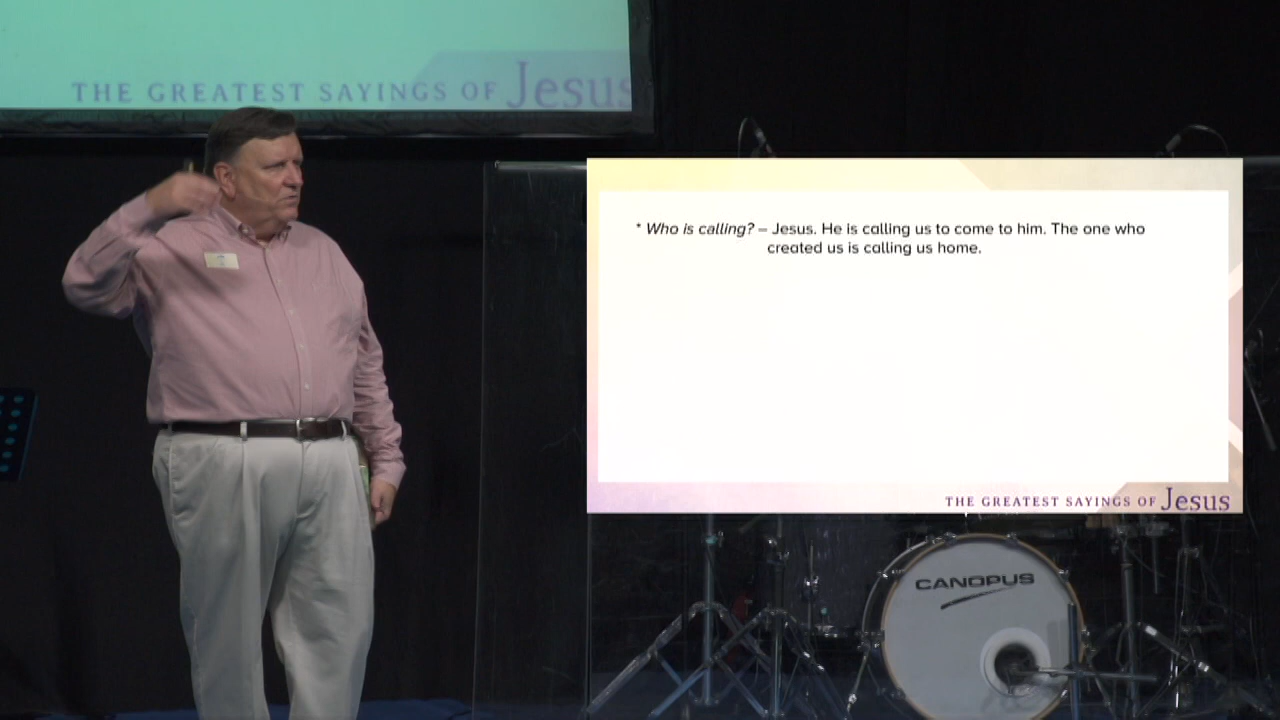 THE GREATEST SAYINGS OF Jesus
* Who is calling? – Jesus. He is calling us to come to him. The one who
created us is calling us home.
THE GREATEST SAYINGS OF Jesus
CANOPUS